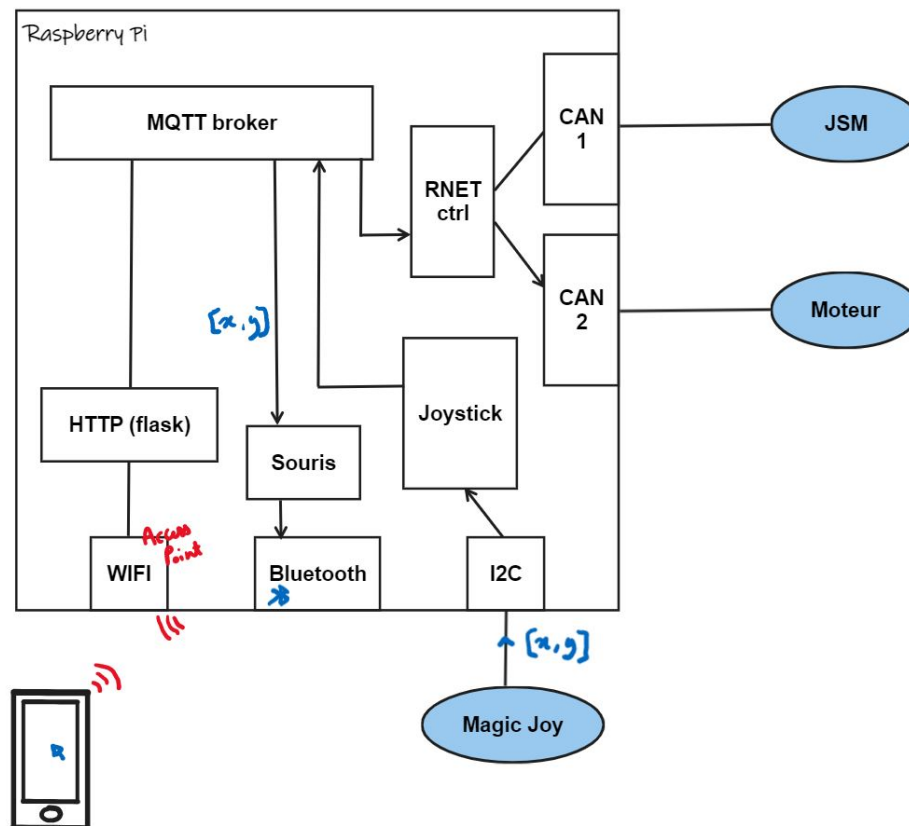 Raspberry Pi
MQTT broker
CAN
1
JSM
RNET
ctrl
CAN
2
Moteur
[x,y]
HTTP (flask)
Joystick
Souris
Access
Point
WIFI
Bluetooth
I2C
[x,y]
Magic Joy